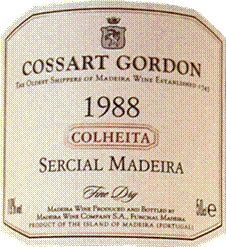 COSSART GORDON
THE OLDEST SHIPPERS OF MADEIRA WINE ESTABLISHED 1745
1988
COLHEITA
SERCIAL MADEIRA
Fine Dry
MADEIRA WINE PRODUCED AND BOTTLED BY
MADEIRA WINE COMPANY S.A., FUNCHAL MADEIRA
PRODUCT OF THE ISLAND OF MADEIRA (PORTUGAL)
50cl e